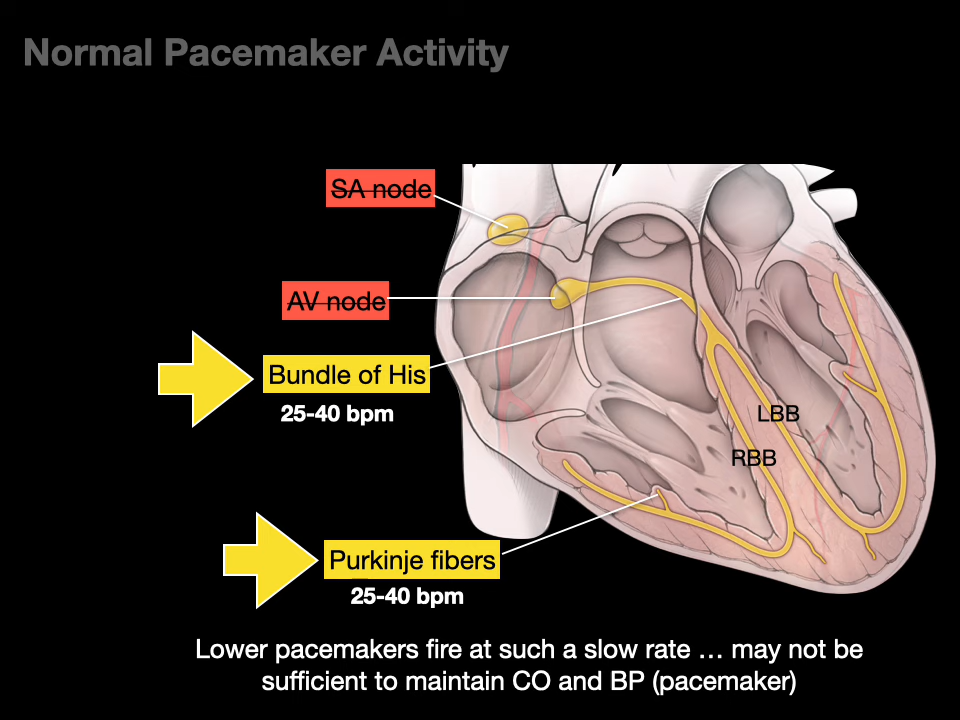 Normal Pacemaker Activity
SA node
AV node
Bundle of His
25-40 bpm
LBB
RBB
Purkinje fibers
25-40 bpm
Lower pacemakers fire at such a slow rate … may not be
sufficient to maintain CO and BP (pacemaker)